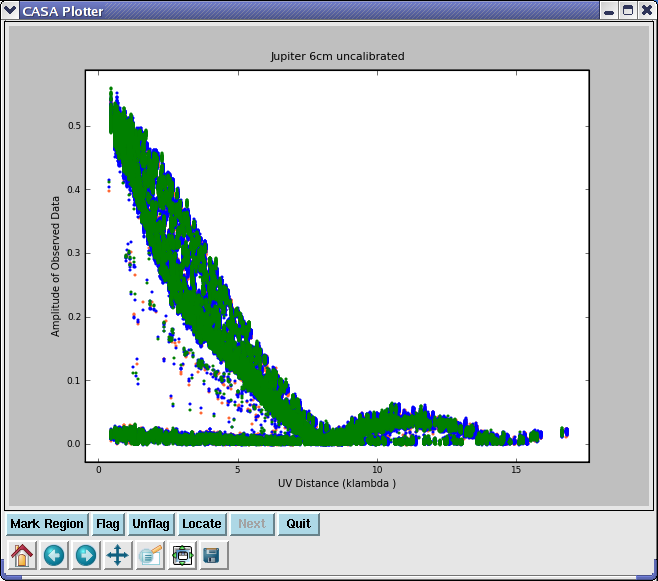 CASA Plotter
Jupiter 6cm uncalibrated
Amplitude of Observed Data
0.5
0.4
0.3
0.2
0.1
0.0
0
5
10
15
UV Distance (klambda )
Mark Region Flag Unflag Locate Next Quit